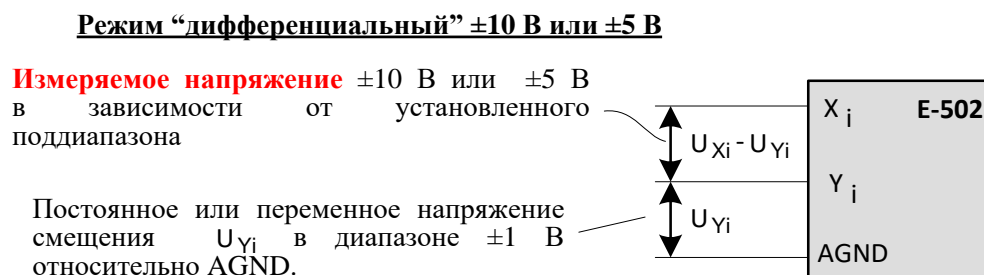 Режим “дифференциальный” ±10 В или ±5 В
Измеряемое напряжение ±10 В или ±5 В
в зависимости от установленного
поддиапазона
X i E-502
U Xi - U Yi
Y i
Постоянное или переменное напряжение
смещения U Yi в диапазоне ±1 В
относительно AGND.
U Yi
AGND